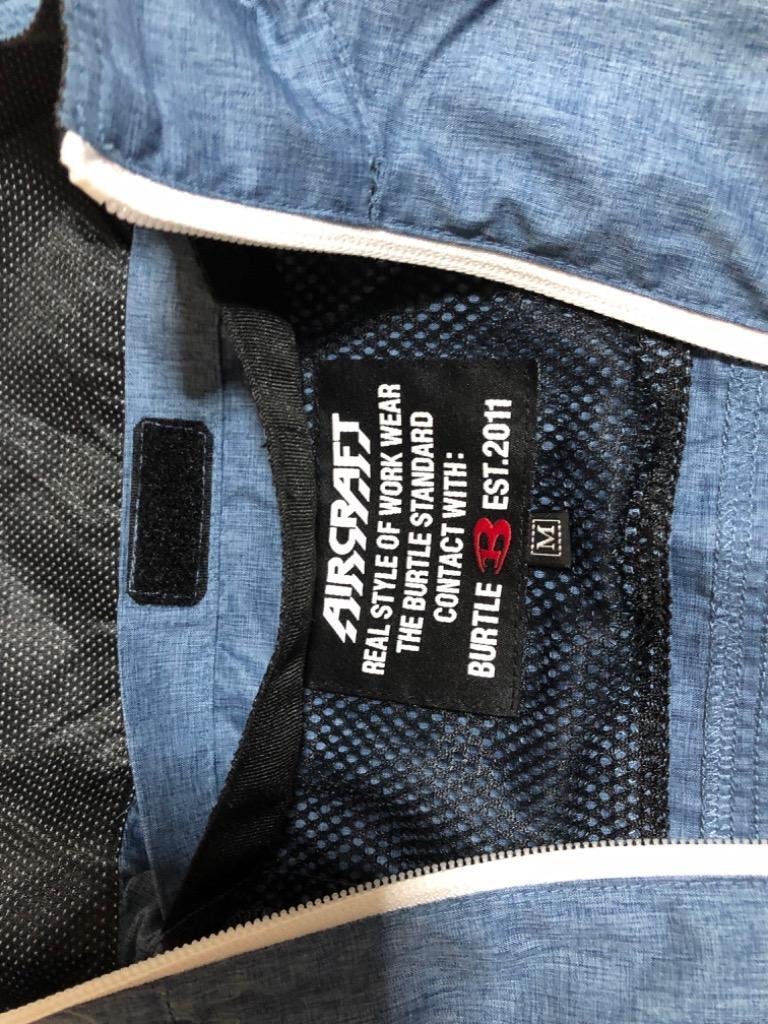 AIRCRAFT
REAL STYLE OF WORK WEAR
THE BURTLE STANDARD
CONTACT WITH:
BURTLE B EST.2011
M